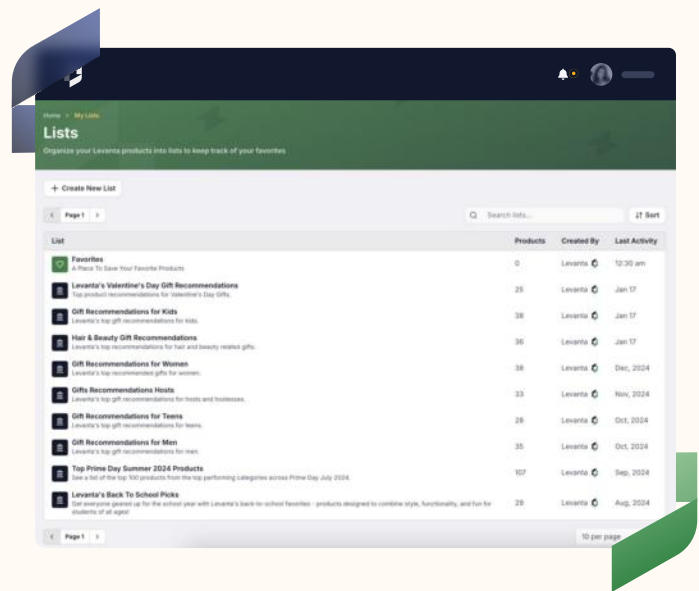 Home > My Lists
Lists
Organize your Levanta products into lists to keep track of your favorites
+ Create New List
< Page 1 >
Search lists...
Sort
List Products Created By Last Activity
Favorites
A Place To Save Your Favorite Products
0 Levanta 12:30 am
Levanta's Valentine's Day Gift Recommendations
Top product recommendations for Valentine's Day Gifts.
25 Levanta Jan 17
Gift Recommendations for Kids
Levanta's top gift recommendations for kids.
38 Levanta Jan 17
Hair & Beauty Gift Recommendations
Levanta's top recommendations for hair and beauty related gifts.
36 Levanta Jan 17
Gift Recommendations for Women
Levanta's top recommended gifts for women.
38 Levanta Dec, 2024
Gifts Recommendations Hosts
Levanta's top gift recommendations for hosts and hostesses.
33 Levanta Nov, 2024
Gift Recommendations for Teens
Levanta's top gift recommendations for teens.
28 Levanta Oct, 2024
Gift Recommendations for Men
Levanta's top gift recommendations for men.
35 Levanta Oct, 2024
Top Prime Day Summer 2024 Products
See a list of the top 100 products from the top performing categories across Prime Day July 2024.
107 Levanta Sep, 2024
Levanta's Back To School Picks
Get everyone geared up for the school year with Levanta's back-to-school favorites - products designed to combine style, functionality, and fun for
students of all ages!
28 Levanta Aug, 2024
< Page 1 >
10 per page